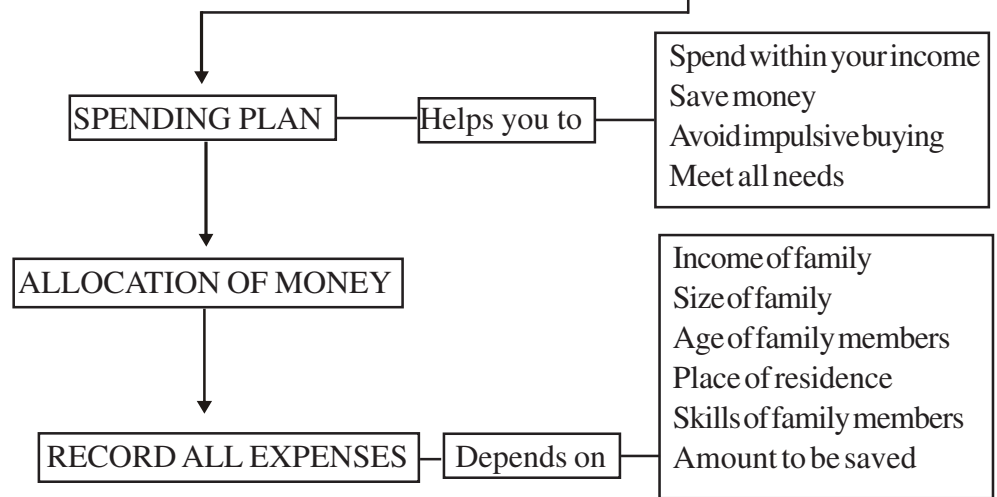 SPENDING PLAN
Helps you to
Spend within your income
Save money
Avoid impulsive buying
Meet all needs
ALLOCATION OF MONEY
RECORD ALL EXPENSES
Depends on
Income of family
Size of family
Age of family members
Place of residence
Skills of family members
Amount to be saved